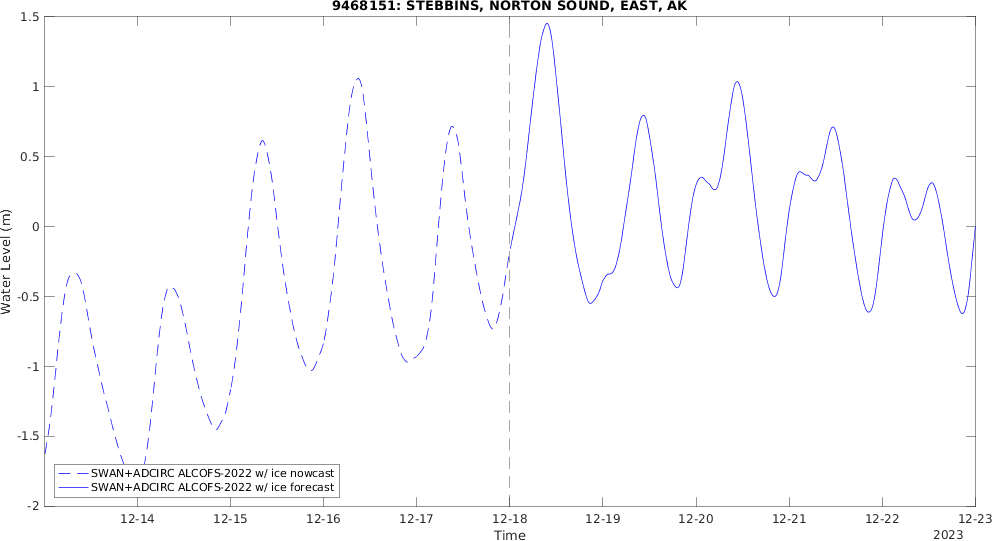 9468151: STEBBINS, NORTON SOUND, EAST, AK
1.5
1
0.5
0
-0.5
-1
-1.5
-2
Water Level (m)
SWAN+ADCIRC ALCOFS-2022 w/ ice nowcast
SWAN+ADCIRC ALCOFS-2022 w/ ice forecast
12-14 12-15 12-16 12-17 12-18 12-19 12-20 12-21 12-22 12-23
Time
2023